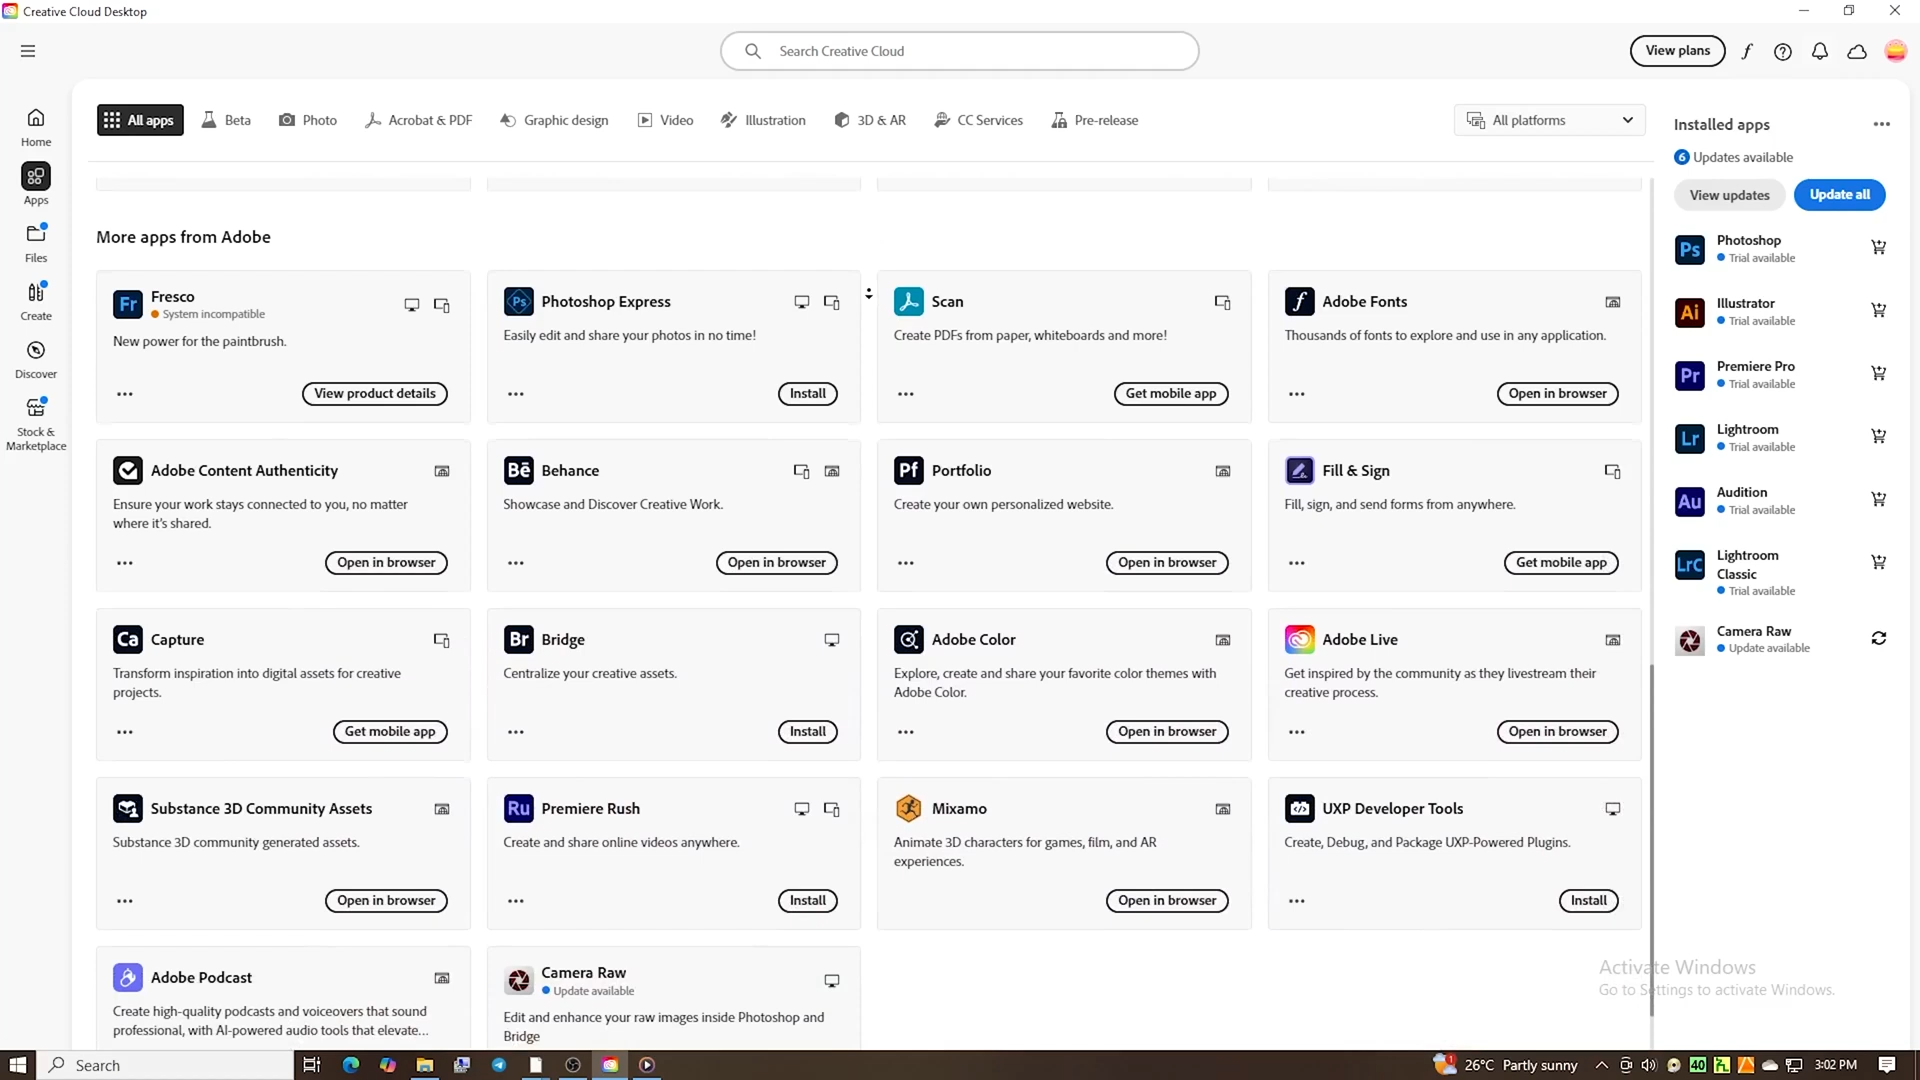 Creative Cloud Desktop
Search Creative Cloud
View plans
Home
Apps
Files
Create
Discover
Stock &
Marketplace
All apps
Beta
Photo
Acrobat & PDF
Graphic design
Video
Illustration
3D & AR
CC Services
Pre-release
All platforms
More apps from Adobe
Fr
Fresco
System incompatible
New power for the paintbrush.
View product details
Ps
Photoshop Express
Easily edit and share your photos in no time!
Install
Scan
Create PDFs from paper, whiteboards and more!
Get mobile app
f
Adobe Fonts
Thousands of fonts to explore and use in any application.
Open in browser
Adobe Content Authenticity
Ensure your work stays connected to you, no matter
where it's shared.
Open in browser
Bē
Behance
Showcase and Discover Creative Work.
Open in browser
Pf
Portfolio
Create your own personalized website.
Open in browser
Fill & Sign
Fill, sign, and send forms from anywhere.
Get mobile app
Ca
Capture
Transform inspiration into digital assets for creative
projects.
Get mobile app
Br
Bridge
Centralize your creative assets.
Install
Adobe Color
Explore, create and share your favorite color themes with
Adobe Color.
Open in browser
Adobe Live
Get inspired by the community as they livestream their
creative process.
Open in browser
Substance 3D Community Assets
Substance 3D community generated assets.
Open in browser
Ru
Premiere Rush
Create and share online videos anywhere.
Install
Mixamo
Animate 3D characters for games, film, and AR
experiences.
Open in browser
UXP Developer Tools
Create, Debug, and Package UXP-Powered Plugins.
Install
Adobe Podcast
Create high-quality podcasts and voiceovers that sound
professional, with AI-powered audio tools that elevate...
Camera Raw
Update available
Edit and enhance your raw images inside Photoshop and
Bridge
Installed apps
6 Updates available
View updates
Update all
Ps
Photoshop
Trial available
Ai
Illustrator
Trial available
Pr
Premiere Pro
Trial available
Lr
Lightroom
Trial available
Au
Audition
Trial available
LrC
Lightroom
Classic
Trial available
Camera Raw
Update available
Activate Windows
Go to Settings to activate Windows.
Search
1
26°C Partly sunny
40
3:02 PM